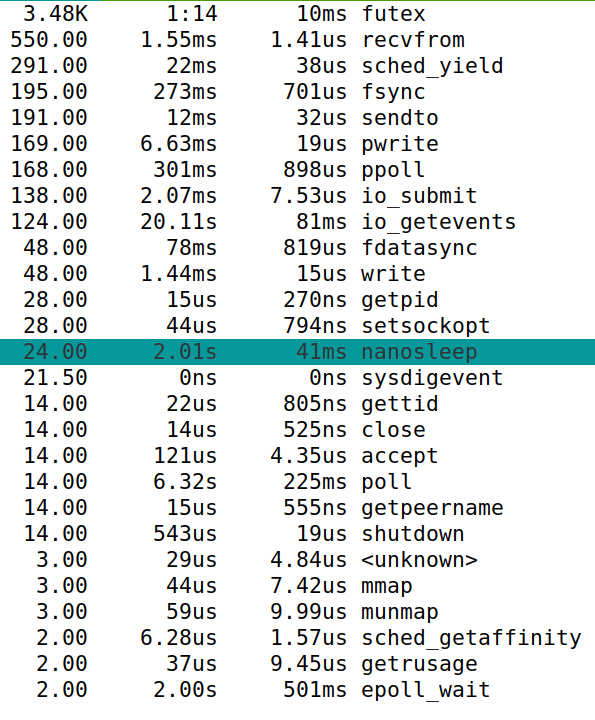 3.48K 1:14 10ms futex
550.00 1.55ms 1.41us recvfrom
291.00 22ms 38us sched_yield
195.00 273ms 701us fsync
191.00 12ms 32us sendto
169.00 6.63ms 19us pwrite
168.00 301ms 898us ppoll
138.00 2.07ms 7.53us io_submit
124.00 20.11s 81ms io_getevents
48.00 78ms 819us fdatasync
48.00 1.44ms 15us write
28.00 15us 270ns getpid
28.00 44us 794ns setsockopt
24.00 2.01s 41ms nanosleep
21.50 0ns 0ns sysdigevent
14.00 22us 805ns gettid
14.00 14us 525ns close
14.00 121us 4.35us accept
14.00 6.32s 225ms poll
14.00 15us 555ns getpeername
14.00 543us 19us shutdown
3.00 29us 4.84us <unknown>
3.00 44us 7.42us mmap
3.00 59us 9.99us munmap
2.00 6.28us 1.57us sched_getaffinity
2.00 37us 9.45us getrusage
2.00 2.00s 501ms epoll_wait